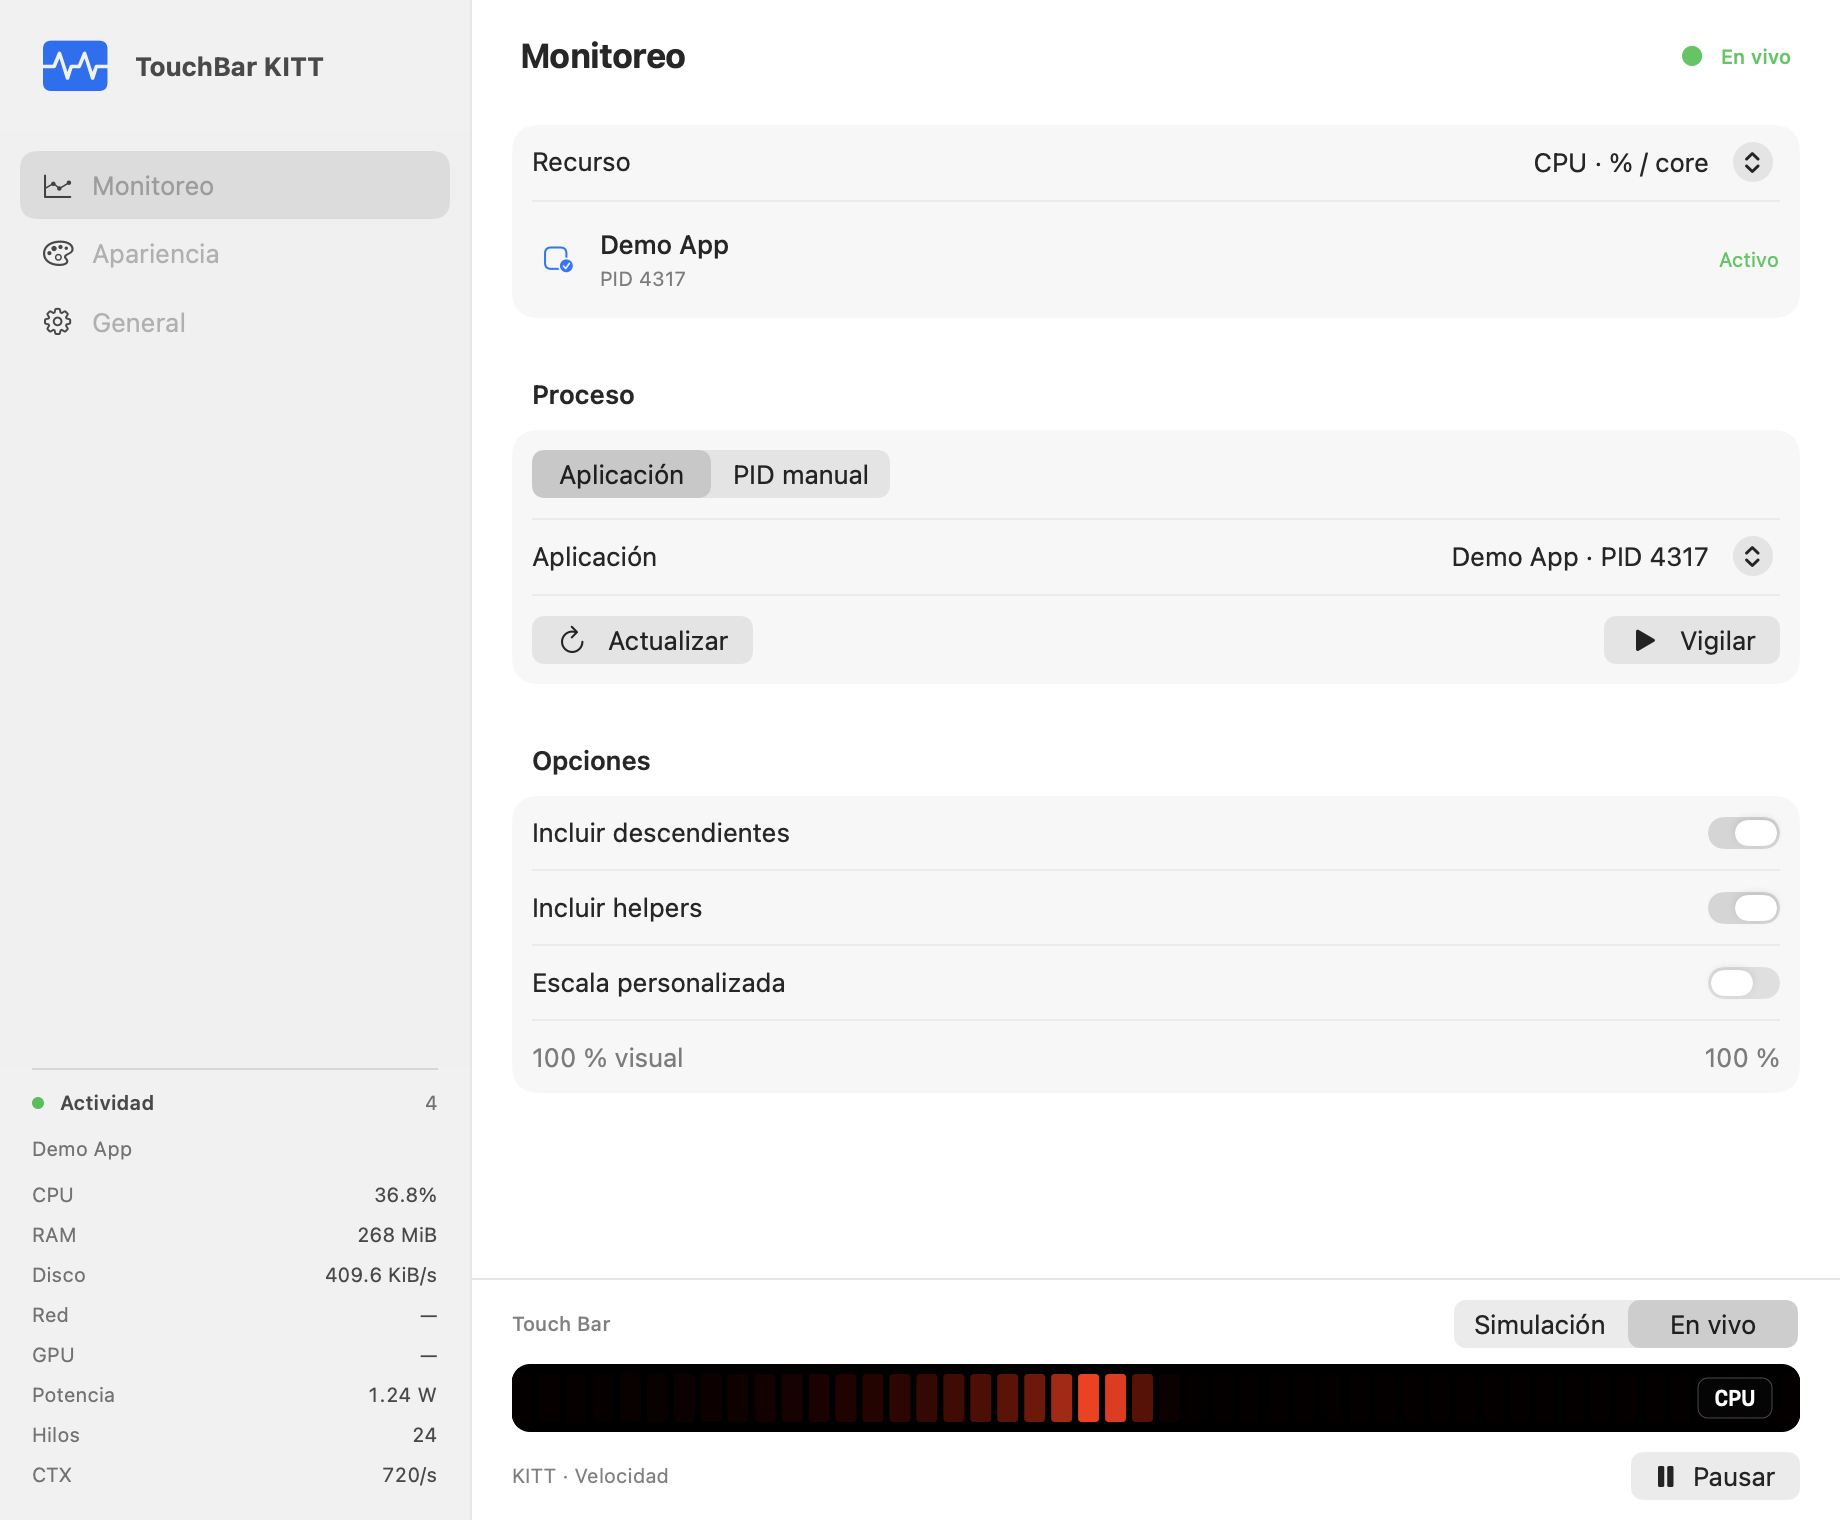 TouchBar KITT
Monitoreo
Apariencia
General
Actividad 4
Demo App
CPU 36.8%
RAM 268 MiB
Disco 409.6 KiB/s
Red —
GPU —
Potencia 1.24 W
Hilos 24
CTX 720/s
Monitoreo
En vivo
Recurso CPU · % / core
Demo App
PID 4317
Activo
Proceso
Aplicación PID manual
Aplicación Demo App · PID 4317
Actualizar Vigilar
Opciones
Incluir descendientes
Incluir helpers
Escala personalizada
100 % visual 100 %
Touch Bar Simulación En vivo
CPU
KITT · Velocidad Pausar